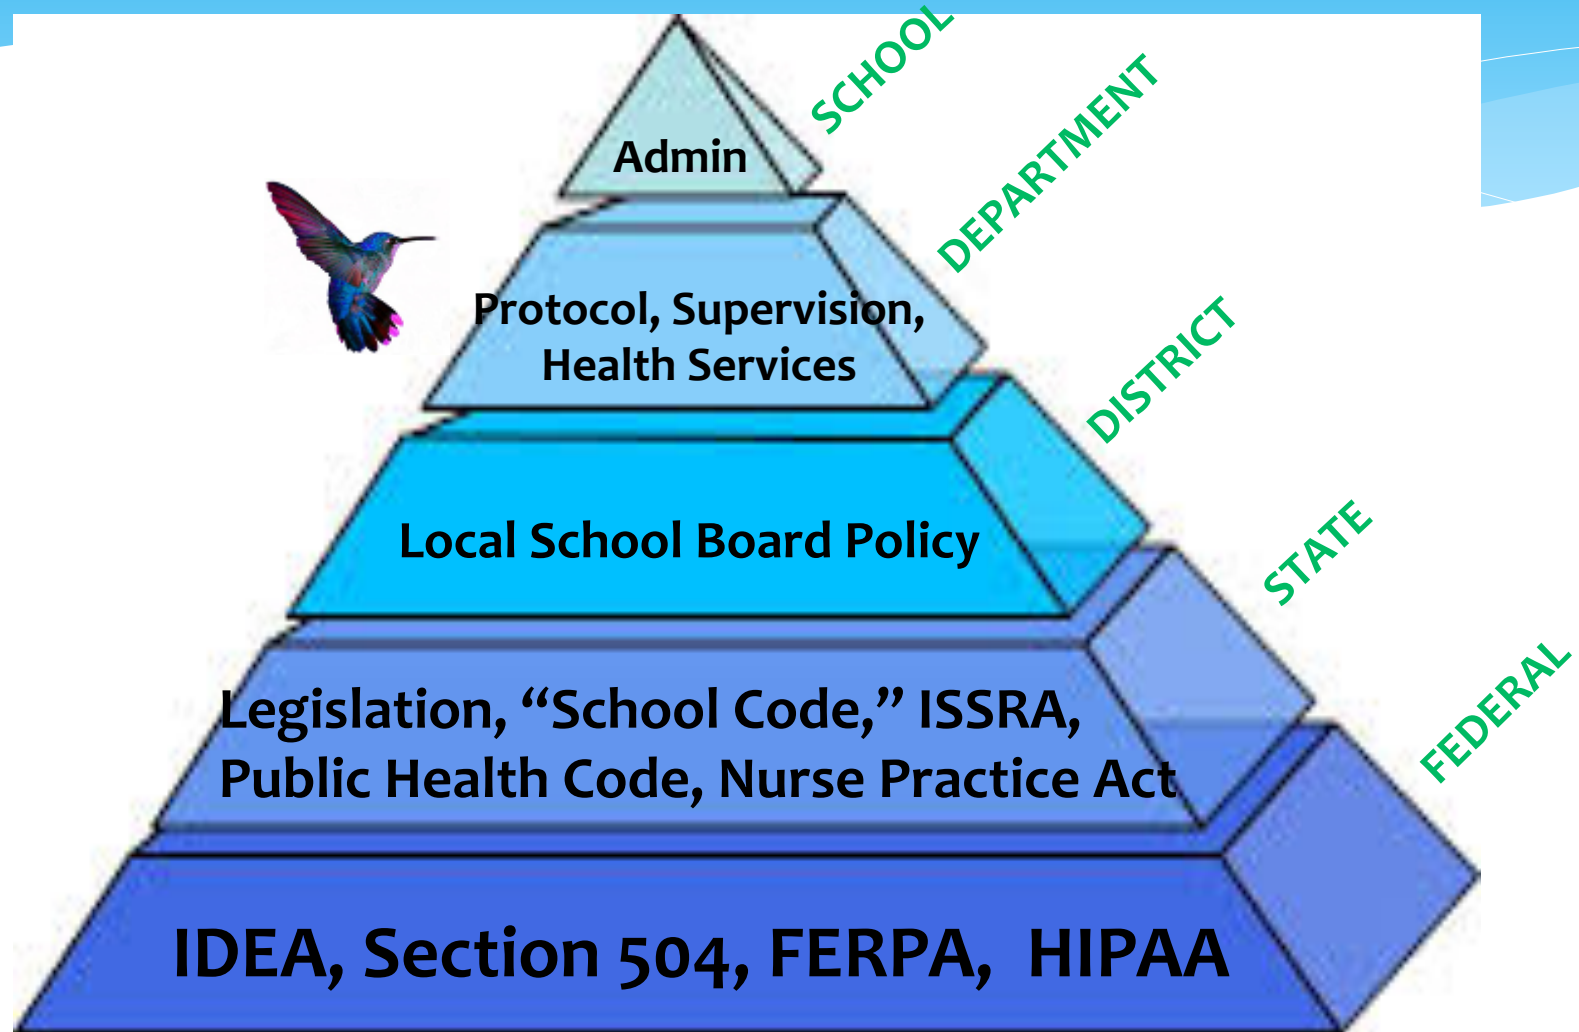 SCHOOL
Admin
DEPARTMENT
Protocol, Supervision,
Health Services
DISTRICT
Local School Board Policy
STATE
Legislation, “School Code,” ISSRA,
Public Health Code, Nurse Practice Act
FEDERAL
IDEA, Section 504, FERPA, HIPAA